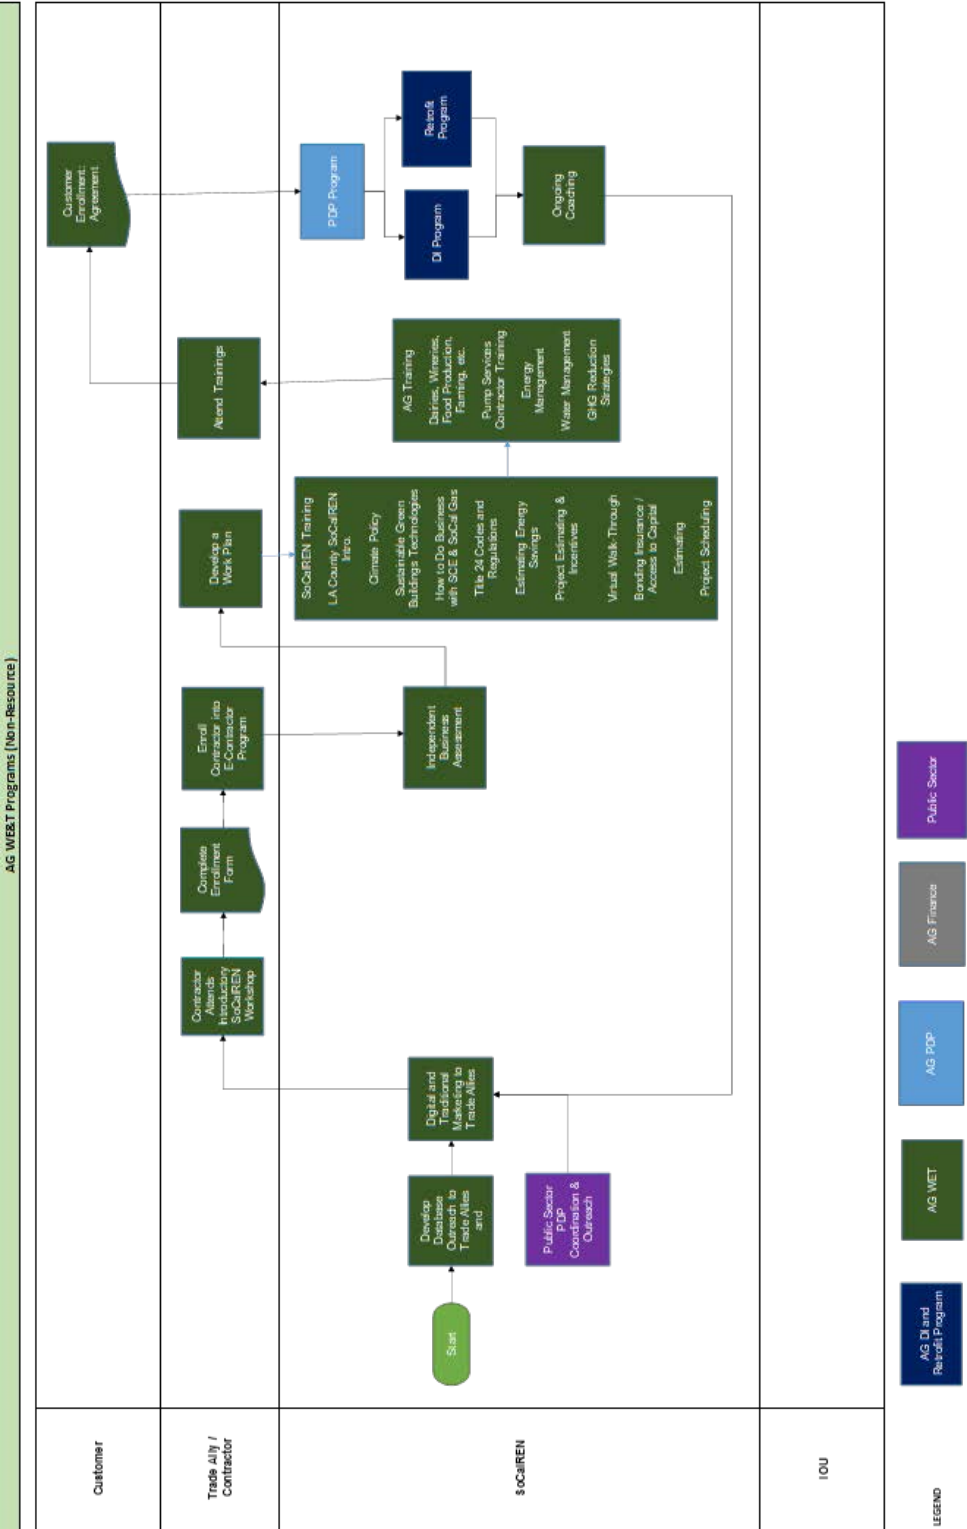 AG WE&T Programs (Non-Resource)
Customer
Customer
Enrollment:
Agreement
Trade Ally /
Contractor
Contractor
Attends
Introductory
SoCalREN
Workshop
Complete
Enrollment
Form
Enroll
Contractor into
E-Contractor
Program
Develop a
Work Plan
Attend Trainings
SoCalREN
Start
Develop
Database
Outreach to
Trade Allies
and
Digital and
Traditional
Marketing to
Trade Allies
Public Sector
PDP
Coordination &
Outreach
Independent
Business
Assessment
SoCalREN Training
LA County SoCalREN
Intro.
Climate Policy
Sustainable Green
Buildings Technologies
How to Do Business
with SCE & SoCal Gas
Title 24 Codes and
Regulations
Estimating Energy
Savings
Project Estimating &
Incentives
Virtual Walk-Through
Bonding Insurance /
Access to Capital
Estimating
Project Scheduling
AG Training
Dairies, Wineries,
Food Production,
Farming, etc.
Pump Services
Contractor Training
Energy
Management
Water Management
GHG Reduction
Strategies
PDP Program
DI Program
Retrofit
Program
Ongoing
Coaching
IOU
LEGEND
AG DI and
Retrofit Program
AG WET
AG PDP
AG Finance
Public Sector